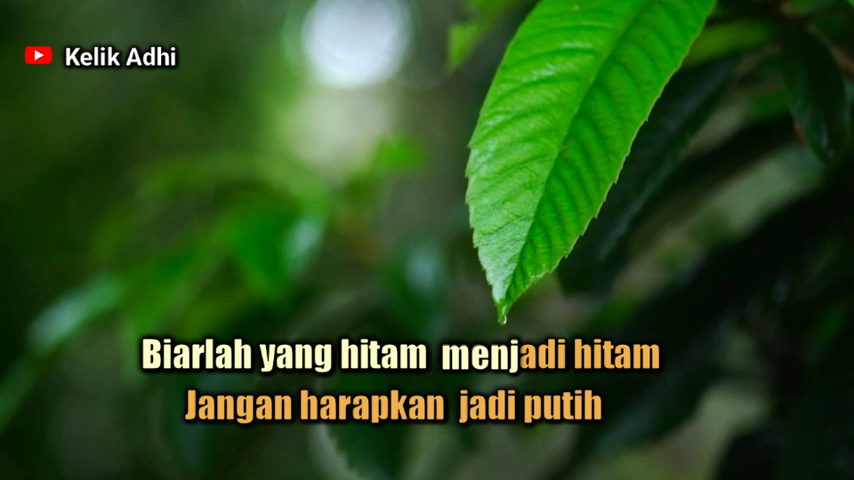 Kelik Adhi
Biarlah yang hitam menjadi hitam
Jangan harapkan jadi putih